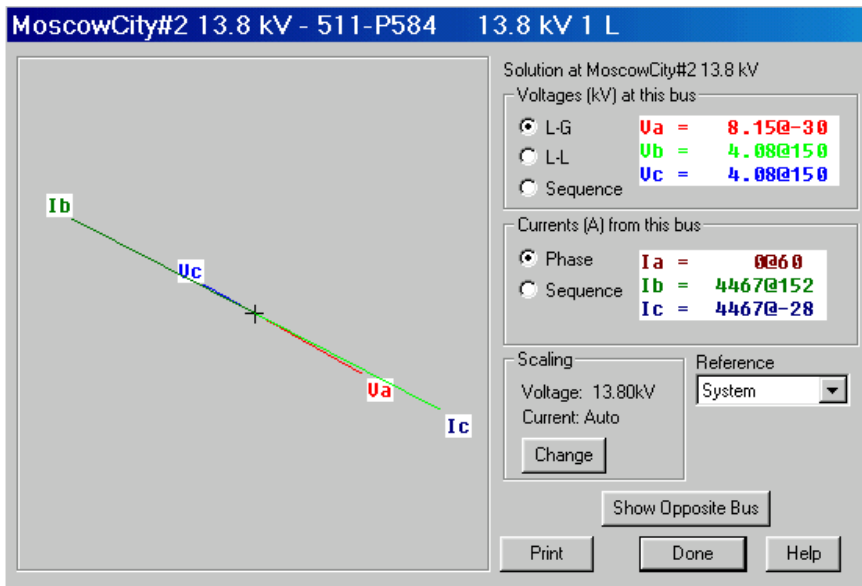 MoscowCity#2 13.8 kV - 511-P584 13.8 kV 1 L
Solution at MoscowCity#2 13.8 kV
Voltages (kV) at this bus
L-G
L-L
Sequence
Va = 8.15@-30
Vb = 4.08@150
Vc = 4.08@150
Currents (A) from this bus
Phase
Sequence
Ia = 0@60
Ib = 4467@152
Ic = 4467@-28
Scaling
Voltage: 13.80kV
Current: Auto
Change
Reference
System
Show Opposite Bus
Print
Done
Help
Ib
Vc
Va
Ic